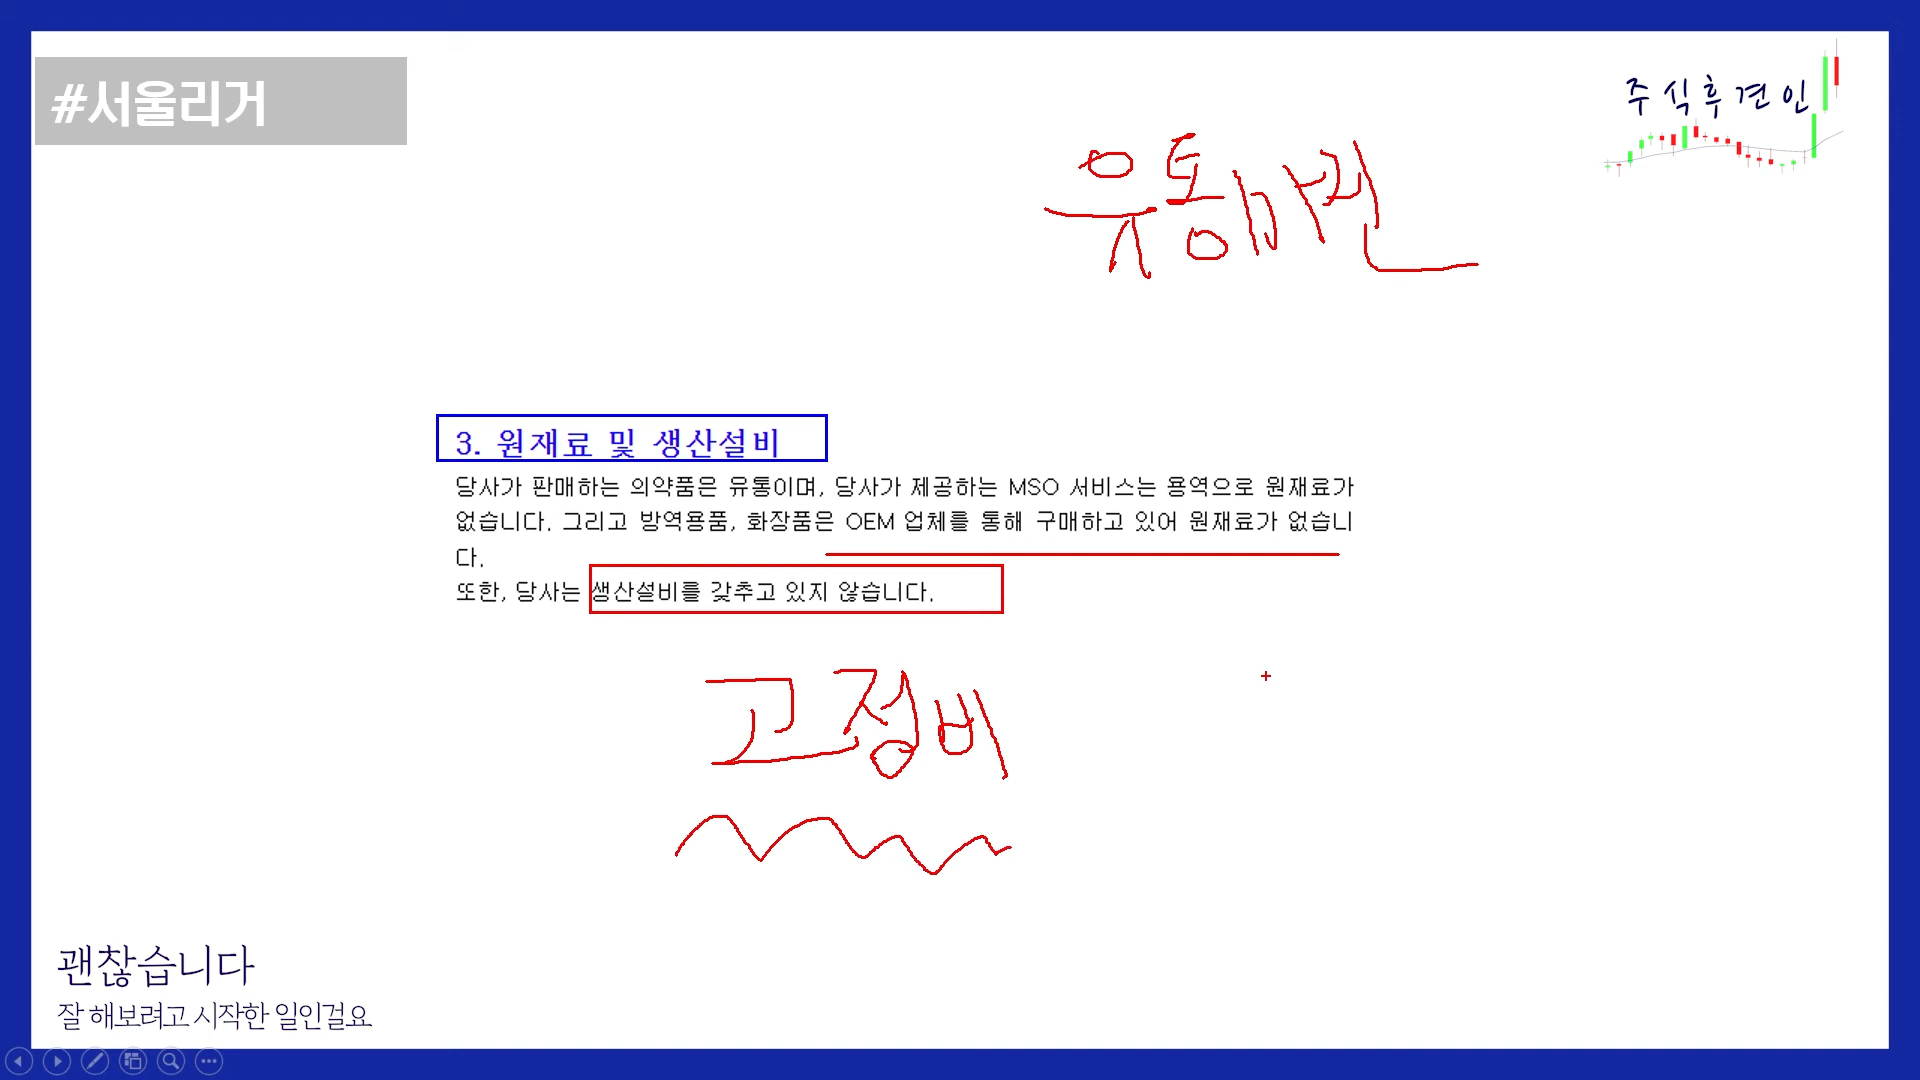 #서울리거
주식후견인
유통마진
3. 원재료 및 생산설비
당사가 판매하는 의약품은 유통이며, 당사가 제공하는 MSO 서비스는 용역으로 원재료가
없습니다. 그리고 방역용품, 화장품은 OEM 업체를 통해 구매하고 있어 원재료가 없습니
다.
또한, 당사는 생산설비를 갖추고 있지 않습니다.
고정비
괜찮습니다
잘 해보려고 시작한 일인걸요